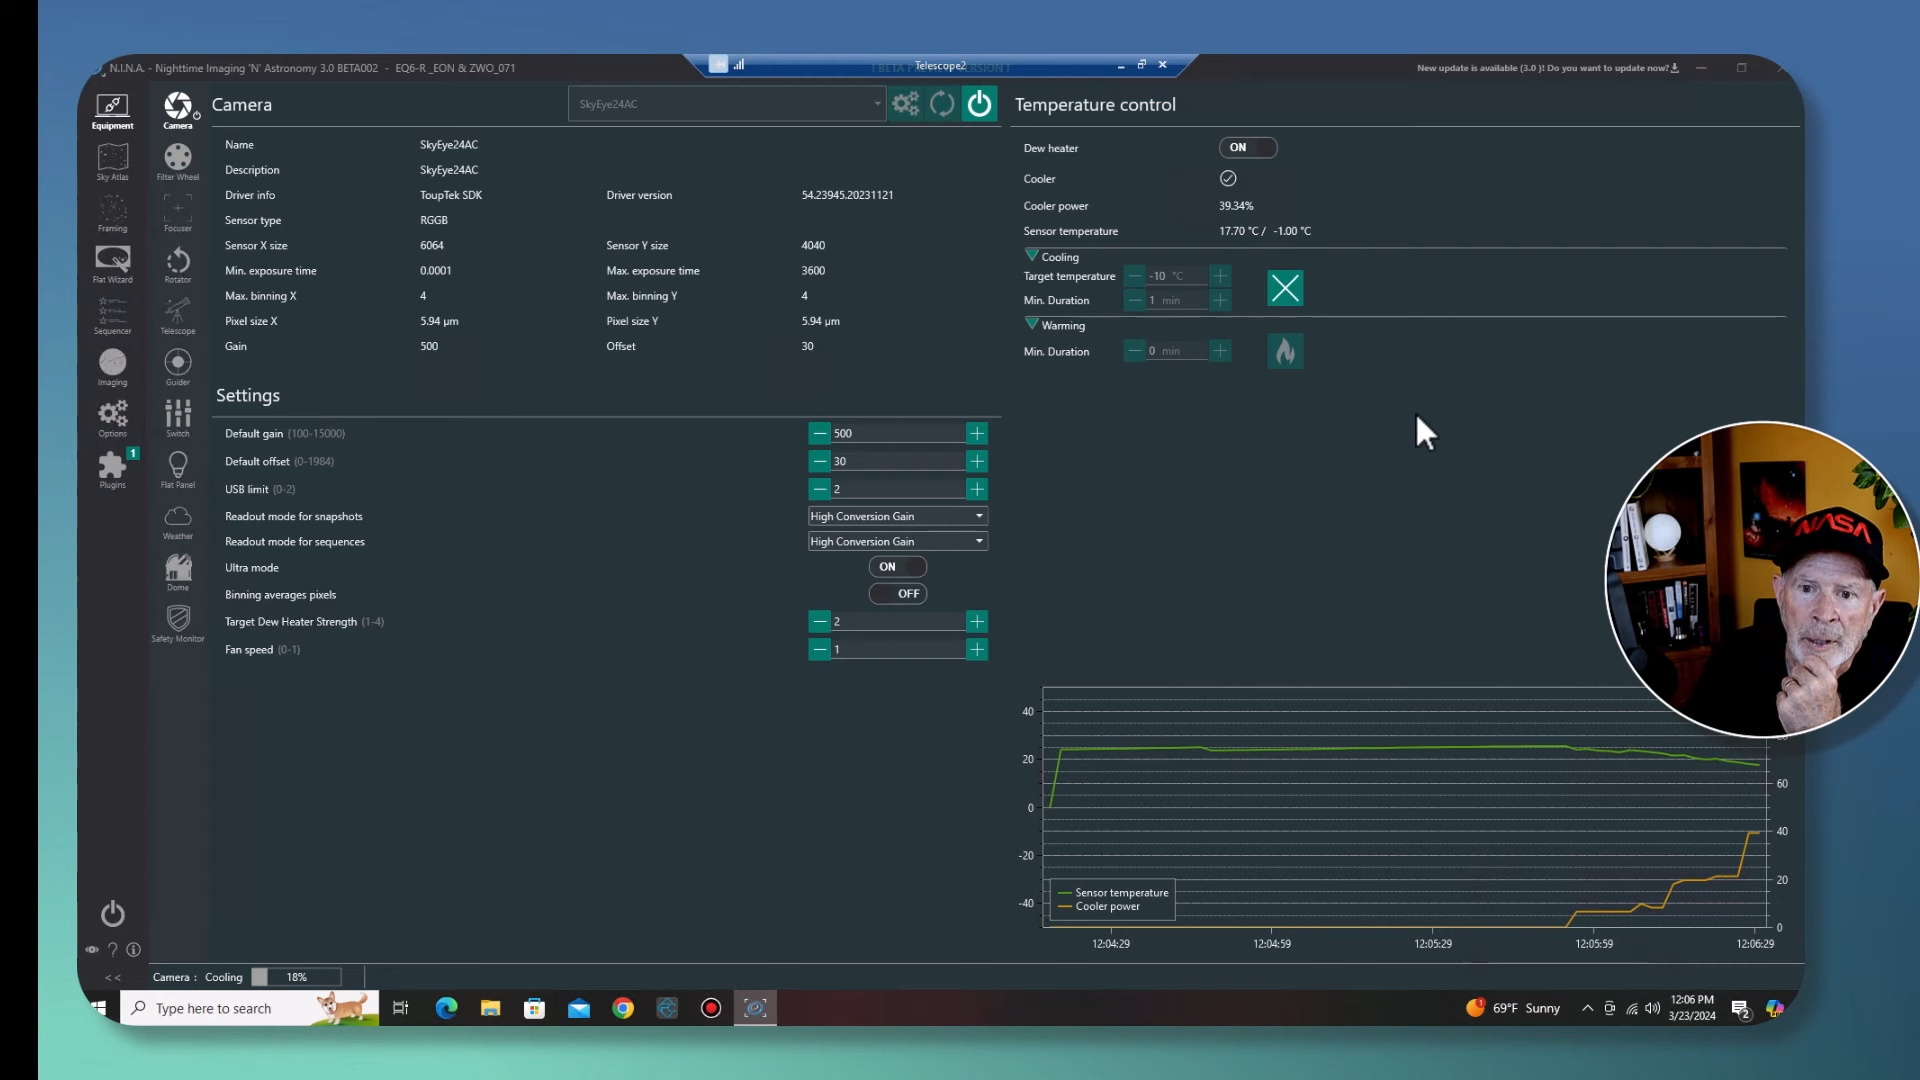 N.I.N.A. - Nighttime Imaging 'N' Astronomy 3.0 BETA002 - EQ6-R _EON & ZWO_071
Telescope2
New update is available (3.0 )! Do you want to update now?
Equipment
Sky Atlas
Framing
Flat Wizard
Sequencer
Imaging
Options
1
Plugins
Camera
Filter Wheel
Focuser
Rotator
Telescope
Guider
Switch
Flat Panel
Weather
Dome
Safety Monitor
Camera
SkyEye24AC
Name SkyEye24AC
Description SkyEye24AC
Driver info ToupTek SDK Driver version 54.23945.20231121
Sensor type RGGB
Sensor X size 6064 Sensor Y size 4040
Min. exposure time 0.0001 Max. exposure time 3600
Max. binning X 4 Max. binning Y 4
Pixel size X 5.94 µm Pixel size Y 5.94 µm
Gain 500 Offset 30
Settings
Default gain (100-15000) 500
Default offset (0-1984) 30
USB limit (0-2) 2
Readout mode for snapshots High Conversion Gain
Readout mode for sequences High Conversion Gain
Ultra mode ON
Binning averages pixels OFF
Target Dew Heater Strength (1-4) 2
Fan speed (0-1) 1
Temperature control
Dew heater ON
Cooler
Cooler power 39.34%
Sensor temperature 17.70 °C / -1.00 °C
Cooling
Target temperature -10 °C
Min. Duration 1 min
Warming
Min. Duration 0 min
NASA
40
20
0
-20
-40
60
40
20
0
Sensor temperature
Cooler power
12:04:29 12:04:59 12:05:29 12:05:59 12:06:29
<<
Camera : Cooling 18%
Type here to search
1
69°F Sunny
12:06 PM
3/23/2024
2